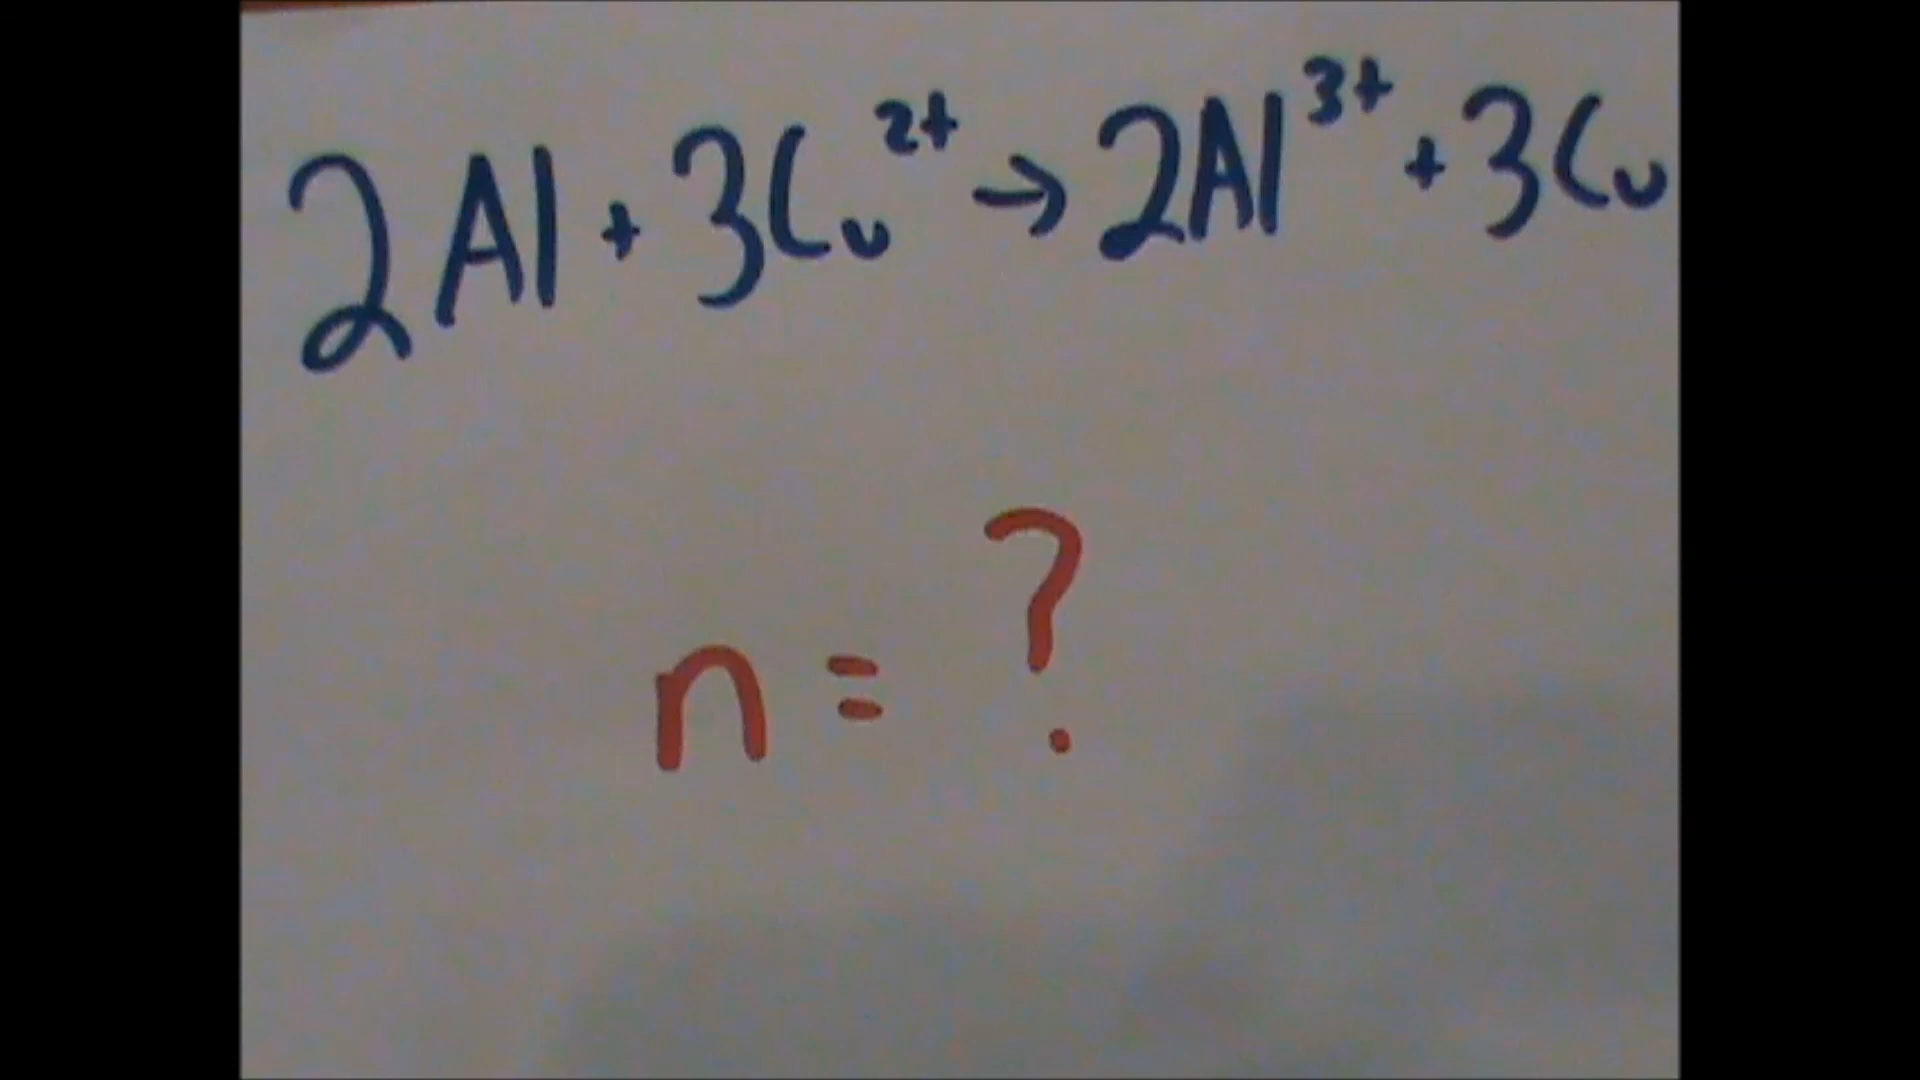 2Al + 3Cu²⁺ → 2Al³⁺ + 3Cu
n = ?